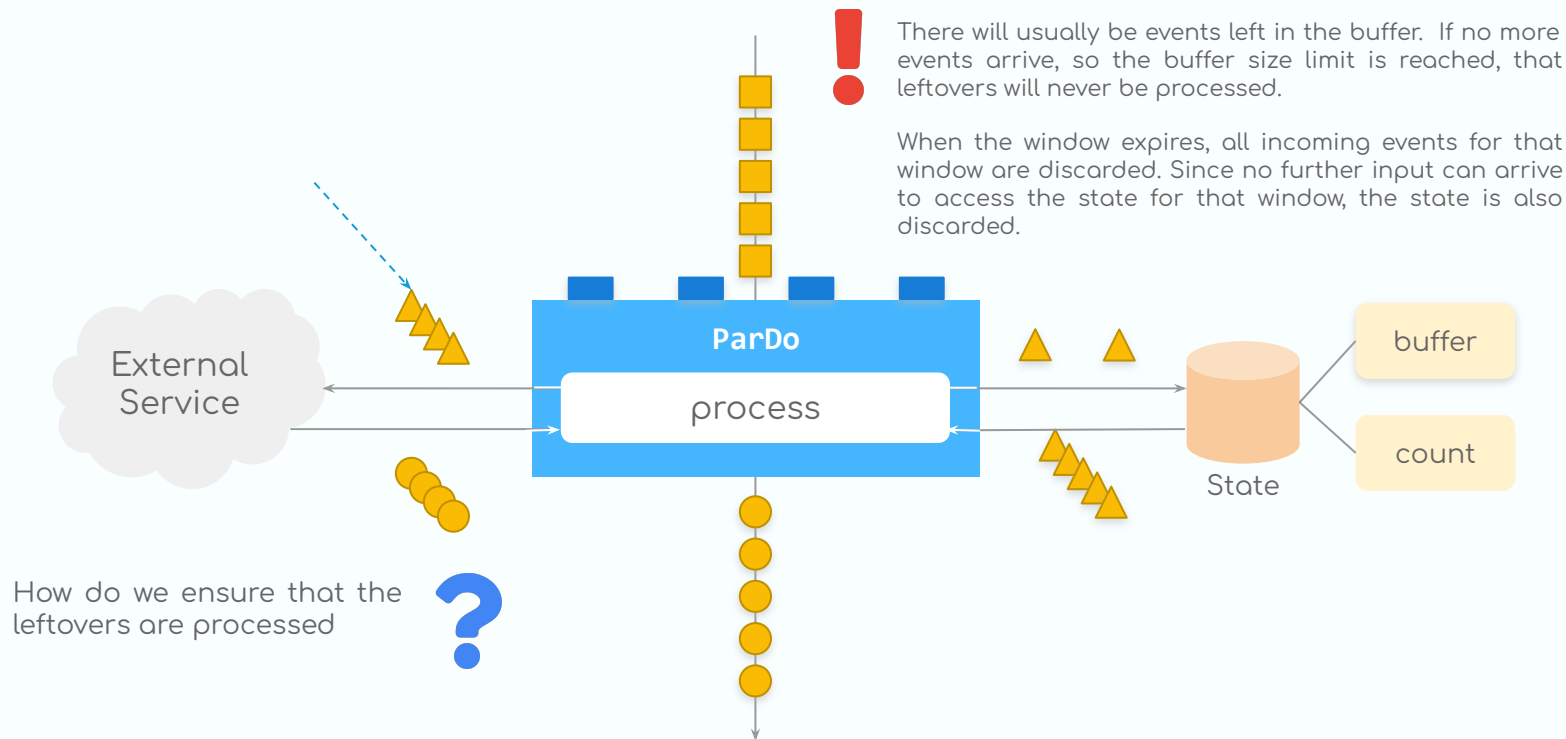 There will usually be events left in the buffer. If no more
events arrive, so the buffer size limit is reached, that
leftovers will never be processed.
When the window expires, all incoming events for that
window are discarded. Since no further input can arrive
to access the state for that window, the state is also
discarded.
ParDo
process
External
Service
buffer
count
State
How do we ensure that the
leftovers are processed
?